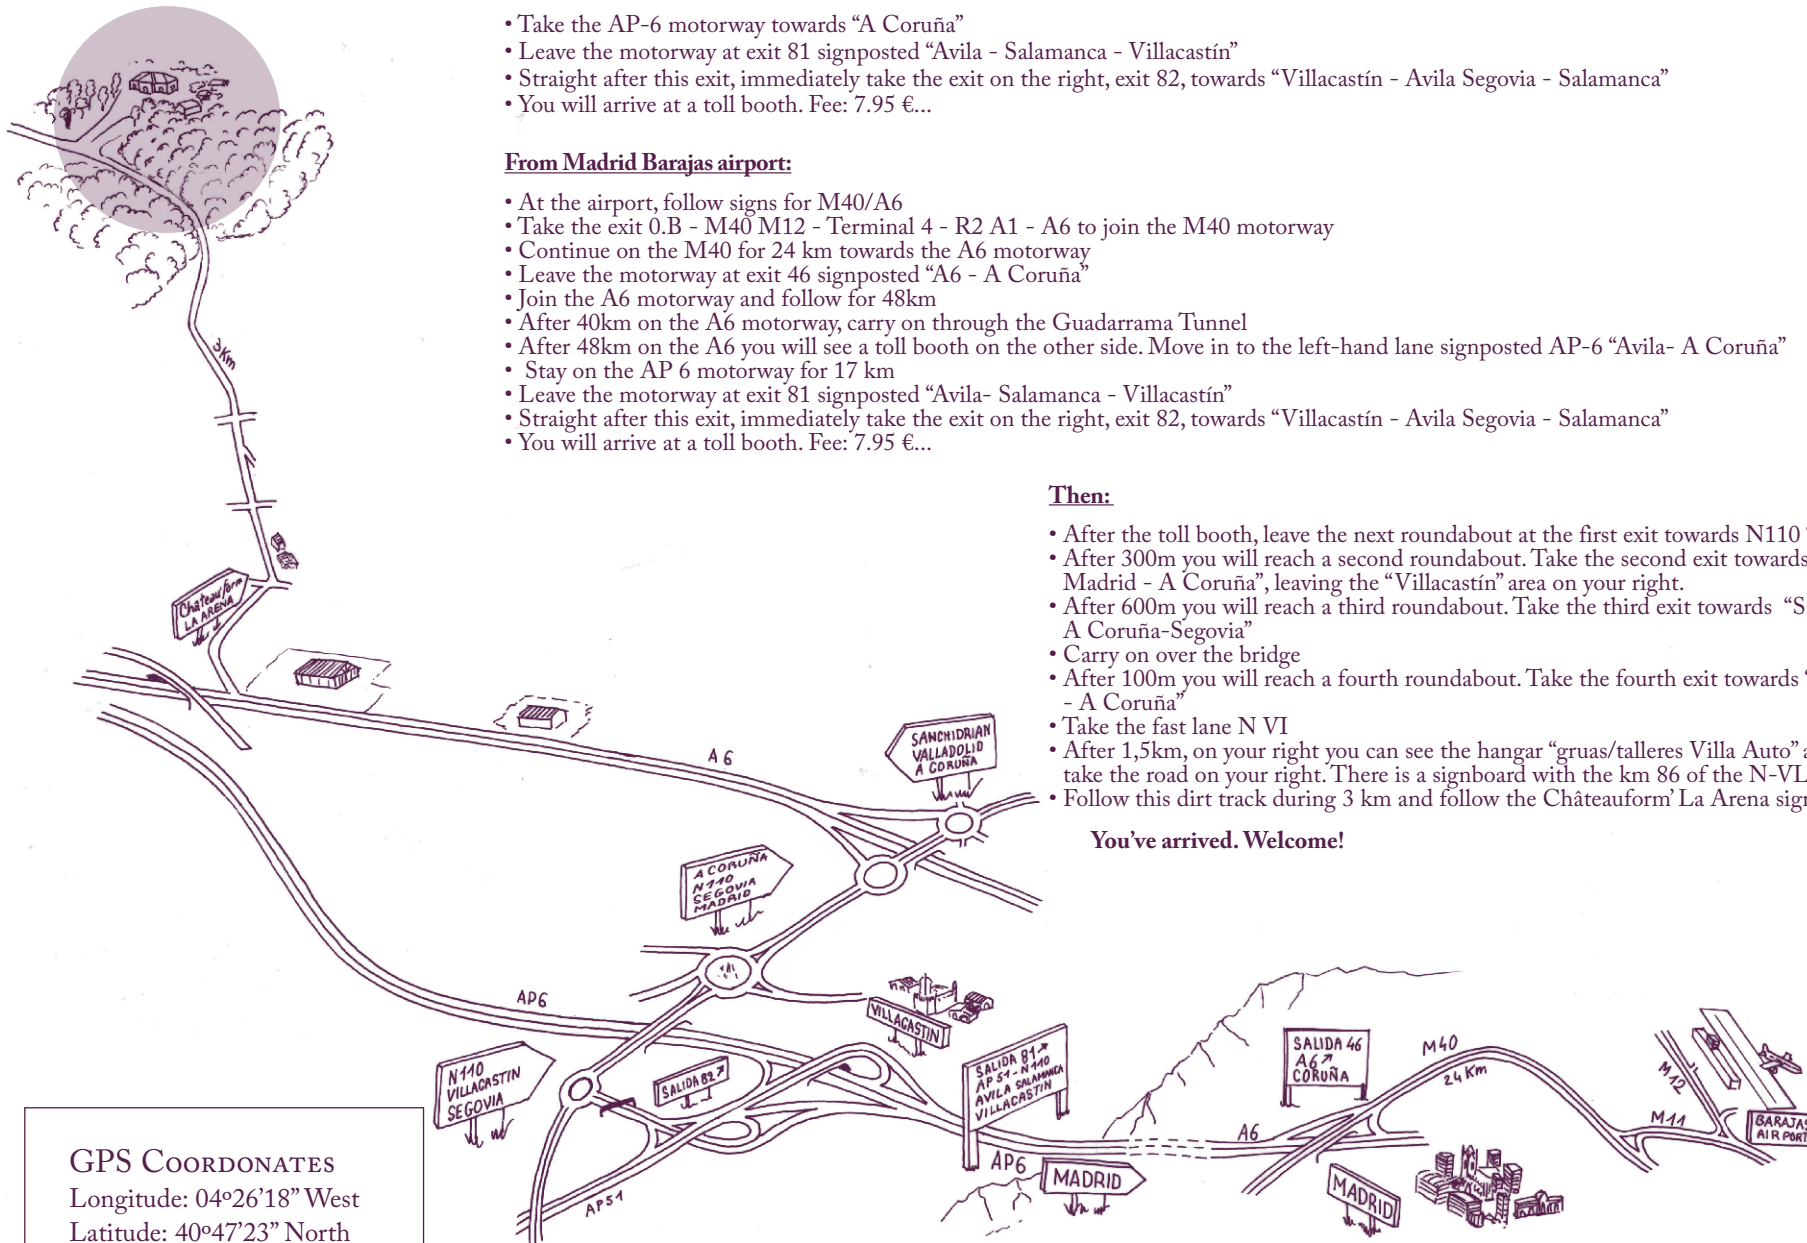 • Take the AP-6 motorway towards “A Coruña”
• Leave the motorway at exit 81 signposted “Avila - Salamanca - Villacastín”
• Straight after this exit, immediately take the exit on the right, exit 82, towards “Villacastín - Avila Segovia - Salamanca”
• You will arrive at a toll booth. Fee: 7.95 €...
From Madrid Barajas airport:
• At the airport, follow signs for M40/A6
• Take the exit 0.B - M40 M12 - Terminal 4 - R2 A1 - A6 to join the M40 motorway
• Continue on the M40 for 24 km towards the A6 motorway
• Leave the motorway at exit 46 signposted “A6 - A Coruña”
• Join the A6 motorway and follow for 48km
• After 40km on the A6 motorway, carry on through the Guadarrama Tunnel
• After 48km on the A6 you will see a toll booth on the other side. Move in to the left-hand lane signposted AP-6 “Avila- A Coruña”
• Stay on the AP 6 motorway for 17 km
• Leave the motorway at exit 81 signposted “Avila- Salamanca - Villacastín”
• Straight after this exit, immediately take the exit on the right, exit 82, towards “Villacastín - Avila Segovia - Salamanca”
• You will arrive at a toll booth. Fee: 7.95 €...
Then:
• After the toll booth, leave the next roundabout at the first exit towards N110
• After 300m you will reach a second roundabout. Take the second exit towards
Madrid - A Coruña”, leaving the “Villacastín” area on your right.
• After 600m you will reach a third roundabout. Take the third exit towards “S
A Coruña-Segovia”
• Carry on over the bridge
• After 100m you will reach a fourth roundabout. Take the fourth exit towards “
- A Coruña”
• Take the fast lane N VI
• After 1,5km, on your right you can see the hangar “gruas/talleres Villa Auto” a
take the road on your right. There is a signboard with the km 86 of the N-VI.
• Follow this dirt track during 3 km and follow the Châteauform’ La Arena sign
You’ve arrived. Welcome!
3Km
Châteauform
LA ARENA
A6
SANCHIDRIAN
VALLADOLID
A CORUÑA
A CORUÑA
N110
SEGOVIA
MADRID
AP6
VILLACASTIN
N110
VILLACASTIN
SEGOVIA
SALIDA 82↗
SALIDA 81↗
AP51-N110
AVILA SALAMANCA
VILLACASTIN
SALIDA 46
A6↗
CORUÑA
M40
24 Km
M12
M11
BARAJAS
AIRPORT
A6
AP6
MADRID
MADRID
AP51
GPS Coordonates
Longitude: 04º26’18” West
Latitude: 40º47’23” North